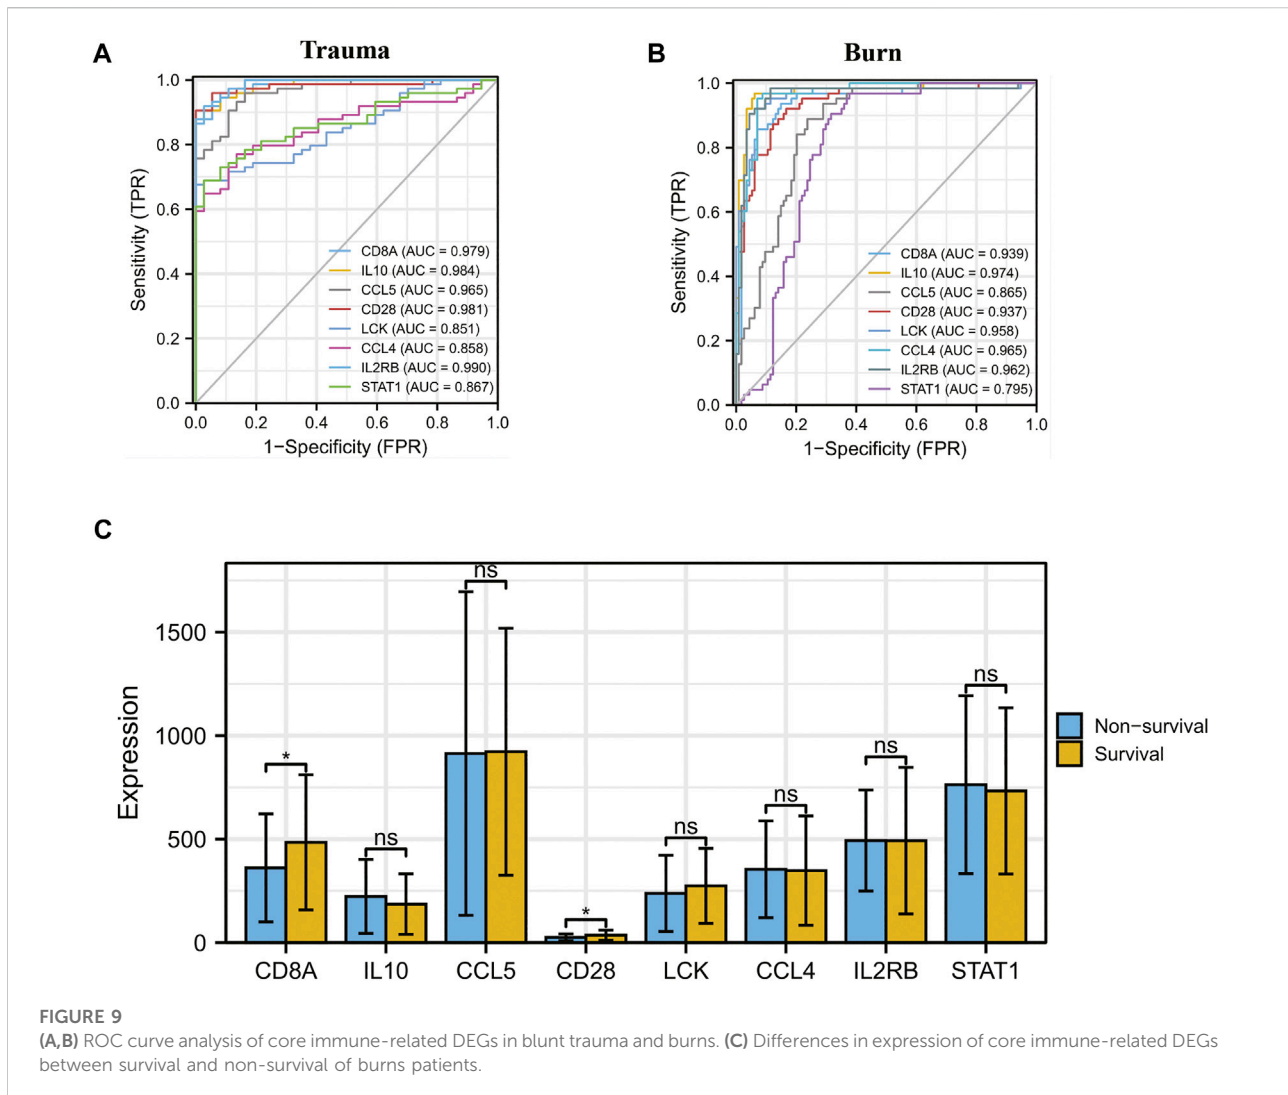 A
Trauma
Sensitivity (TPR)
1.0
0.8
0.6
0.4
0.2
0.0
CD8A (AUC = 0.979)
IL10 (AUC = 0.984)
CCL5 (AUC = 0.965)
CD28 (AUC = 0.981)
LCK (AUC = 0.851)
CCL4 (AUC = 0.858)
IL2RB (AUC = 0.990)
STAT1 (AUC = 0.867)
0.0 0.2 0.4 0.6 0.8 1.0
1−Specificity (FPR)
B
Burn
Sensitivity (TPR)
1.0
0.8
0.6
0.4
0.2
0.0
CD8A (AUC = 0.939)
IL10 (AUC = 0.974)
CCL5 (AUC = 0.865)
CD28 (AUC = 0.937)
LCK (AUC = 0.958)
CCL4 (AUC = 0.965)
IL2RB (AUC = 0.962)
STAT1 (AUC = 0.795)
0.0 0.2 0.4 0.6 0.8 1.0
1−Specificity (FPR)
C
Expression
1500
1000
500
0
* ns ns * ns ns ns ns
CD8A IL10 CCL5 CD28 LCK CCL4 IL2RB STAT1
Non−survival
Survival
FIGURE 9
(A,B) ROC curve analysis of core immune-related DEGs in blunt trauma and burns. (C) Differences in expression of core immune-related DEGs
between survival and non-survival of burns patients.